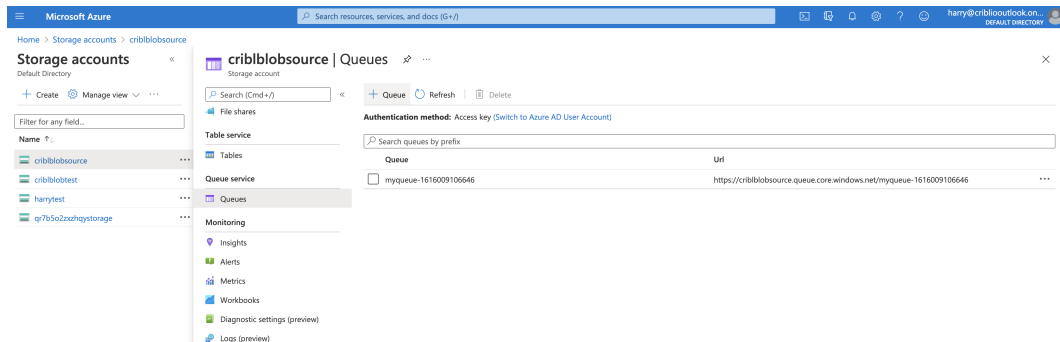 Microsoft Azure
Search resources, services, and docs (G+/)
harry@cribliooutlook.on...
DEFAULT DIRECTORY
Home > Storage accounts > criblblobsource
Storage accounts
Default Directory
+ Create Manage view ...
Filter for any field...
Name ↑↓
criblblobsource ...
criblblobtest ...
harrytest ...
qr7b5o2zxzhqystorage ...
criblblobsource | Queues ...
Storage account
Search (Cmd+/)
File shares
Table service
Tables
Queue service
Queues
Monitoring
Insights
Alerts
Metrics
Workbooks
Diagnostic settings (preview)
Logs (preview)
+ Queue Refresh Delete
Authentication method: Access key (Switch to Azure AD User Account)
Search queues by prefix
Queue Url
myqueue-1616009106646 https://criblblobsource.queue.core.windows.net/myqueue-1616009106646 ...